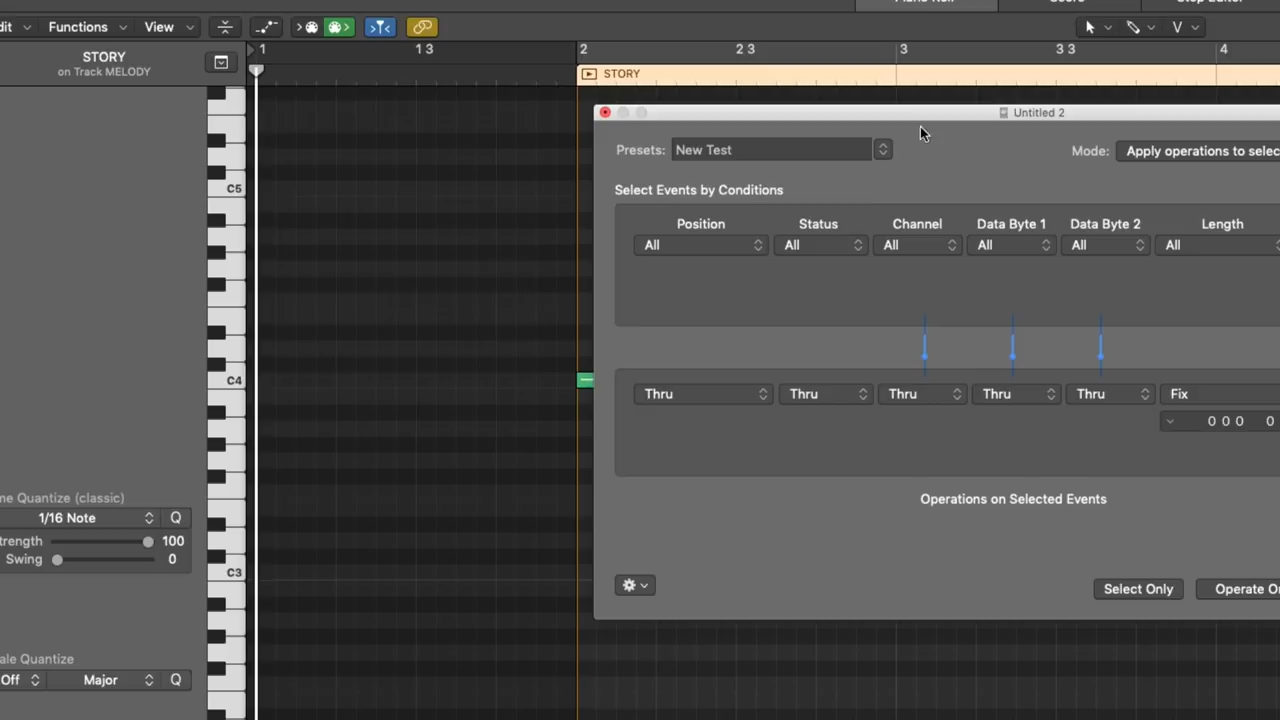 Functions View
1 1 3 2 2 3 3 3 3 4
STORY
on Track MELODY
STORY
Untitled 2
Presets: New Test Mode: Apply operations to selec
Select Events by Conditions
Position Status Channel Data Byte 1 Data Byte 2 Length
All All All All All All
C5
C4
Thru Thru Thru Thru Thru Fix
0 0 0 0
ne Quantize (classic)
1/16 Note Q
trength 100
Swing 0
Operations on Selected Events
C3
Select Only Operate On
ale Quantize
Off Major Q